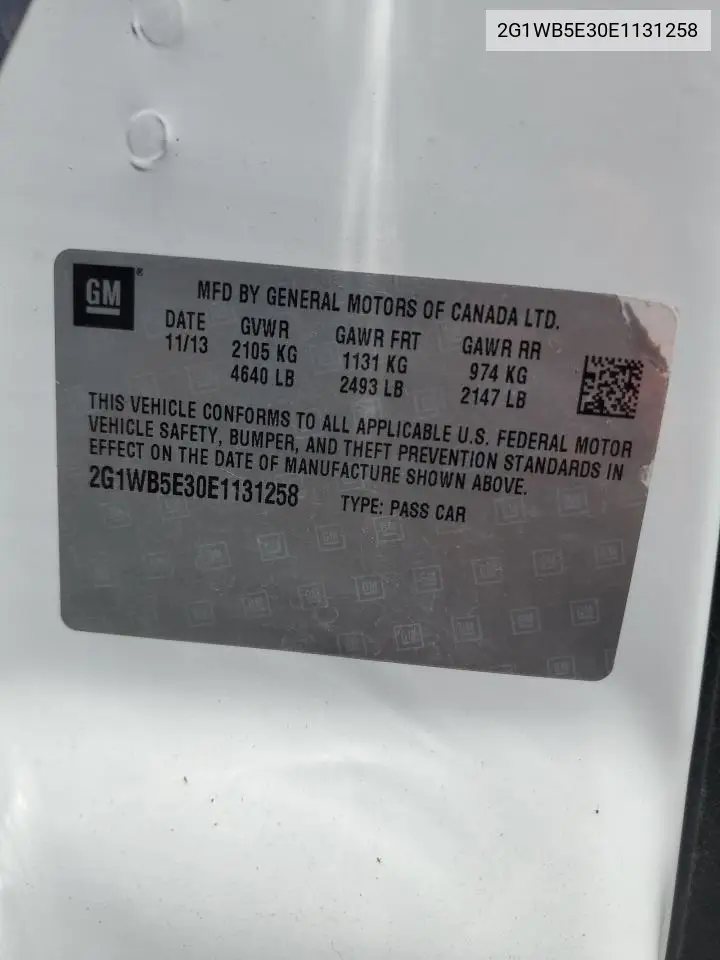 2G1WB5E30E1131258
GM ®
MFD BY GENERAL MOTORS OF CANADA LTD.
DATE GVWR GAWR FRT GAWR RR
11/13 2105 KG 1131 KG 974 KG
4640 LB 2493 LB 2147 LB
THIS VEHICLE CONFORMS TO ALL APPLICABLE U.S. FEDERAL MOTOR
VEHICLE SAFETY, BUMPER, AND THEFT PREVENTION STANDARDS IN
EFFECT ON THE DATE OF MANUFACTURE SHOWN ABOVE.
2G1WB5E30E1131258 TYPE: PASS CAR